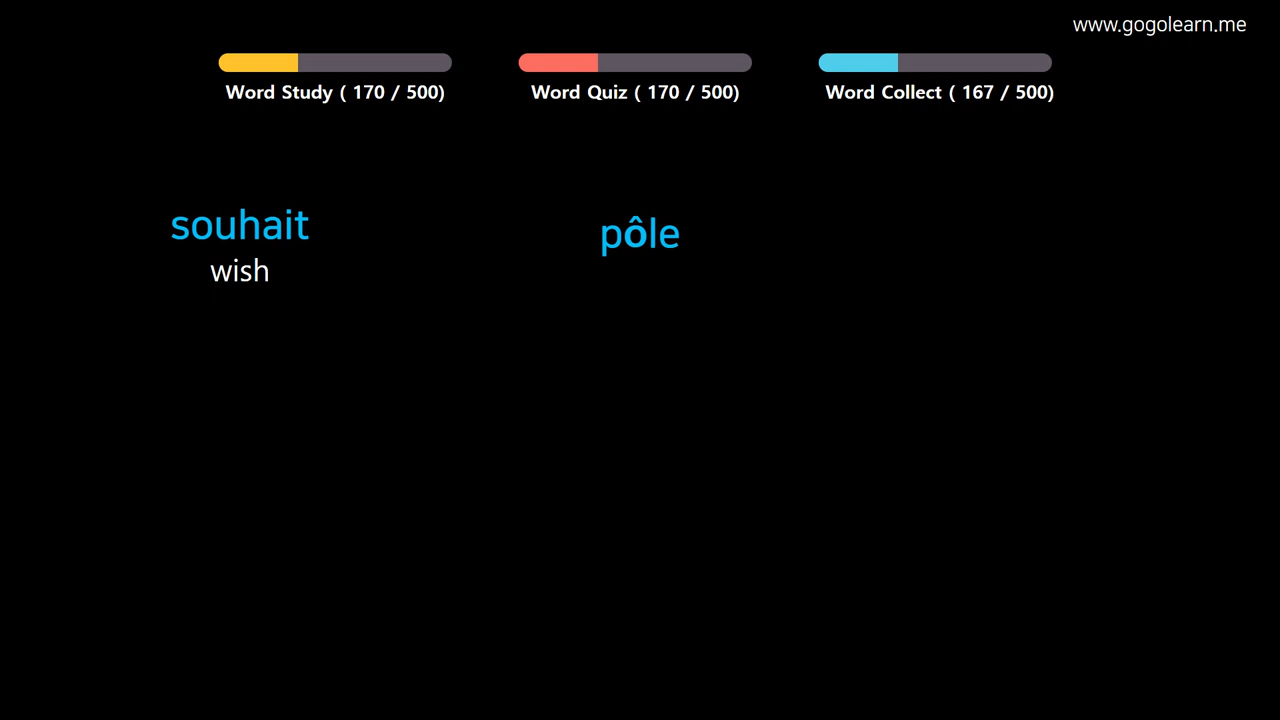 www.gogolearn.me
Word Study ( 170 / 500)
Word Quiz ( 170 / 500)
Word Collect ( 167 / 500)
souhait
wish
pôle